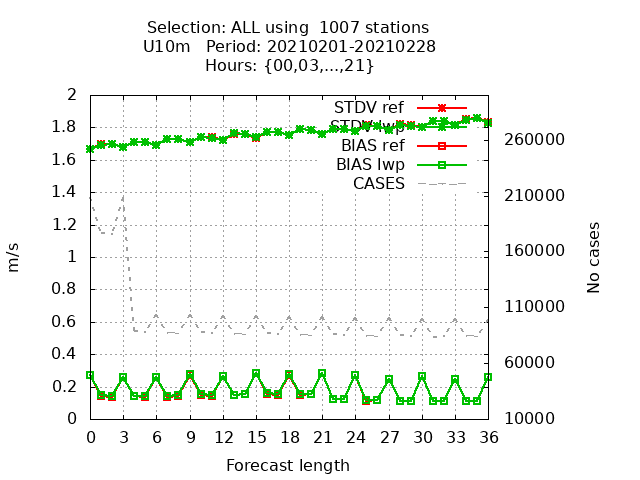 Selection: ALL using  1007 stations
U10m   Period: 20210201-20210228
Hours: {00,03,...,21}
STDV ref
STDV lwp
BIAS ref
BIAS lwp
CASES
2
1.8
1.6
1.4
1.2
1
0.8
0.6
0.4
0.2
0
m/s
260000
210000
160000
110000
60000
10000
No cases
0 3 6 9 12 15 18 21 24 27 30 33 36
Forecast length